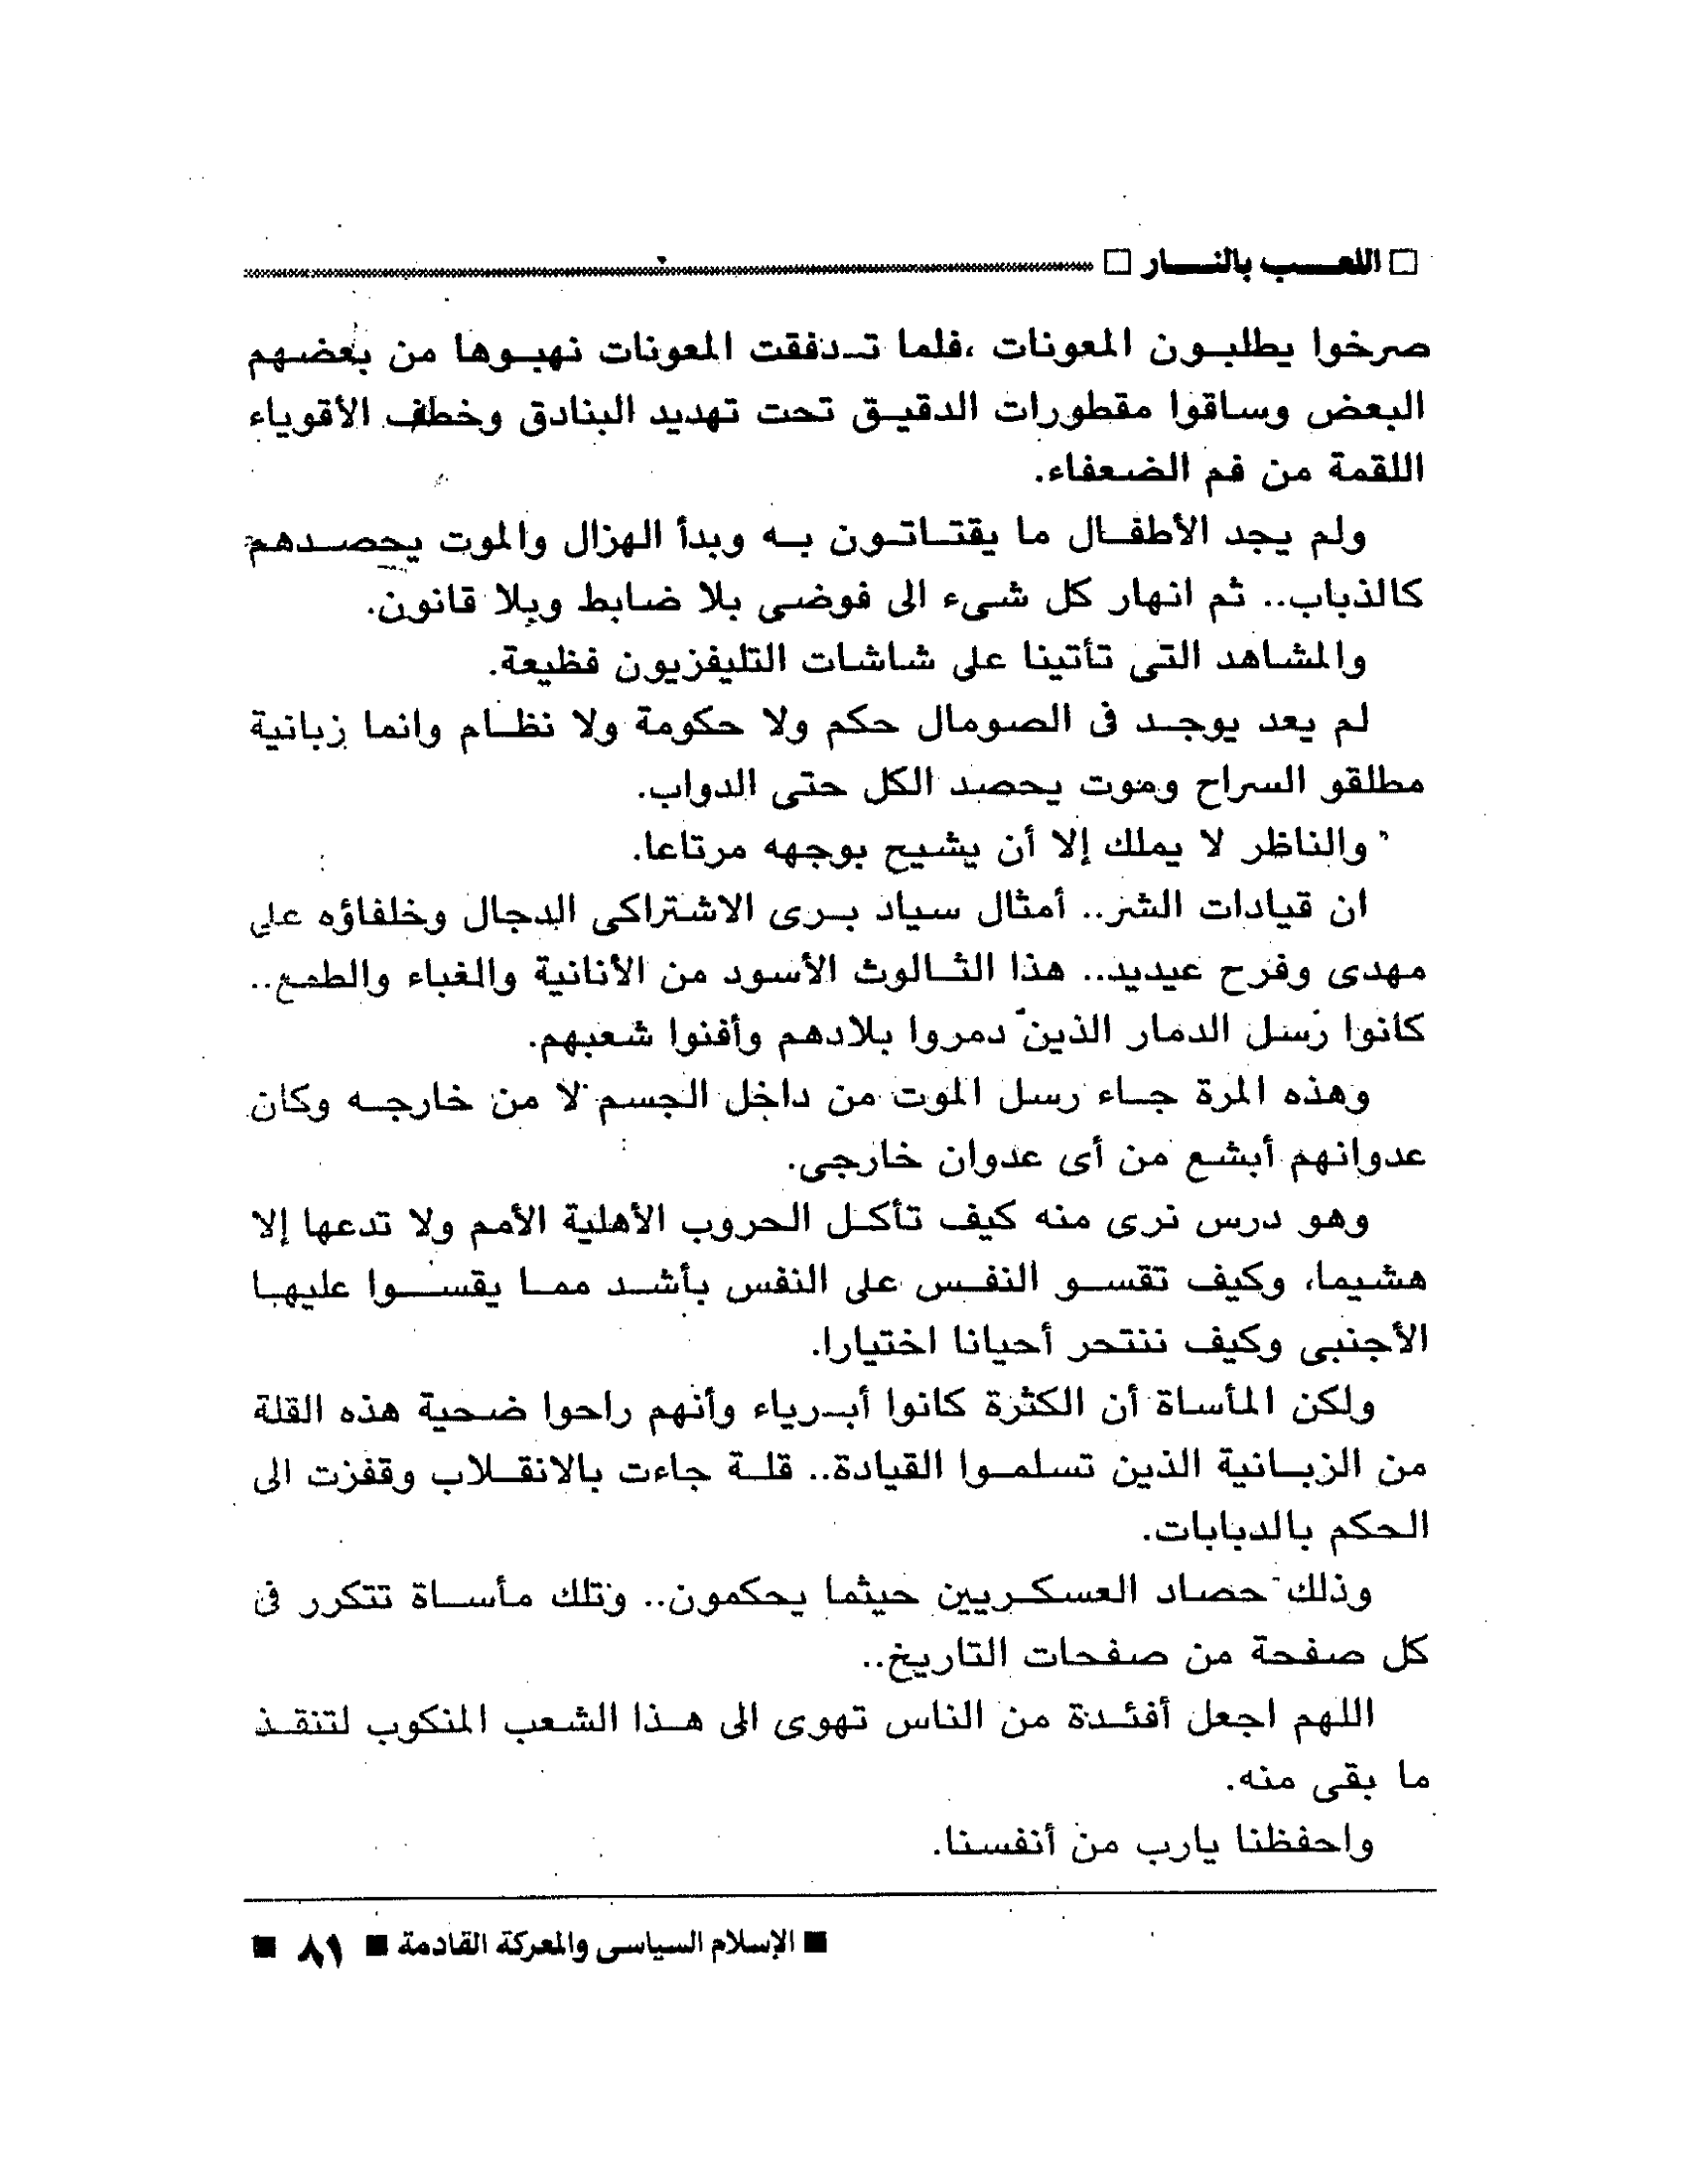 □ اللعب بالنار □
صرخوا يطلبون المعونات ،فلما تدفقت المعونات نهبوها من بعضهم
البعض وساقوا مقطورات الدقيق تحت تهديد البنادق وخطف الأقوياء
اللقمة من فم الضعفاء.
ولم يجد الأطفال ما يقتاتون به وبدأ الهزال والموت يحصدهم
كالذباب.. ثم انهار كل شىء الى فوضى بلا ضابط وبلا قانون.
والمشاهد التى تأتينا على شاشات التليفزيون فظيعة.
لم يعد يوجد فى الصومال حكم ولا حكومة ولا نظام وانما زبانية
مطلقو السراح وموت يحصد الكل حتى الدواب.
والناظر لا يملك إلا أن يشيح بوجهه مرتاعا.
ان قيادات الشر.. أمثال سياد برى الاشتراكى الدجال وخلفاؤه على
مهدى وفرح عيديد.. هذا الثالوث الأسود من الأنانية والغباء والطمع..
كانوا رسل الدمار الذين دمروا بلادهم وأفنوا شعبهم.
وهذه المرة جاء رسل الموت من داخل الجسم لا من خارجه وكان
عدوانهم أبشع من أى عدوان خارجى.
وهو درس نرى منه كيف تأكل الحروب الأهلية الأمم ولا تدعها إلا
هشيما، وكيف تقسو النفس على النفس بأشد مما يقسوا عليها
الأجنبى وكيف ننتحر أحيانا اختيارا.
ولكن المأساة أن الكثرة كانوا أبرياء وأنهم راحوا ضحية هذه القلة
من الزبانية الذين تسلموا القيادة.. قلة جاءت بالانقلاب وقفزت الى
الحكم بالدبابات.
وذلك حصاد العسكريين حيثما يحكمون.. وتلك مأساة تتكرر فى
كل صفحة من صفحات التاريخ..
اللهم اجعل أفئدة من الناس تهوى الى هذا الشعب المنكوب لتنقذ
ما بقى منه.
واحفظنا يارب من أنفسنا.
■ الإسلام السياسى والمعركة القادمة ■ ٨١ ■